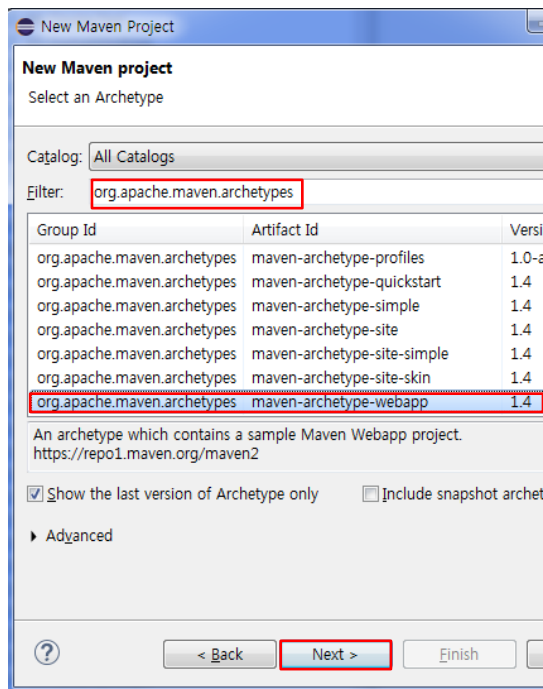 New Maven Project
New Maven project
Select an Archetype
Catalog: All Catalogs
Filter: org.apache.maven.archetypes
Group Id Artifact Id Versi
org.apache.maven.archetypes maven-archetype-profiles 1.0-a
org.apache.maven.archetypes maven-archetype-quickstart 1.4
org.apache.maven.archetypes maven-archetype-simple 1.4
org.apache.maven.archetypes maven-archetype-site 1.4
org.apache.maven.archetypes maven-archetype-site-simple 1.4
org.apache.maven.archetypes maven-archetype-site-skin 1.4
org.apache.maven.archetypes maven-archetype-webapp 1.4
An archetype which contains a sample Maven Webapp project.
https://repo1.maven.org/maven2
Show the last version of Archetype only Include snapshot archet
Advanced
? < Back Next > Finish